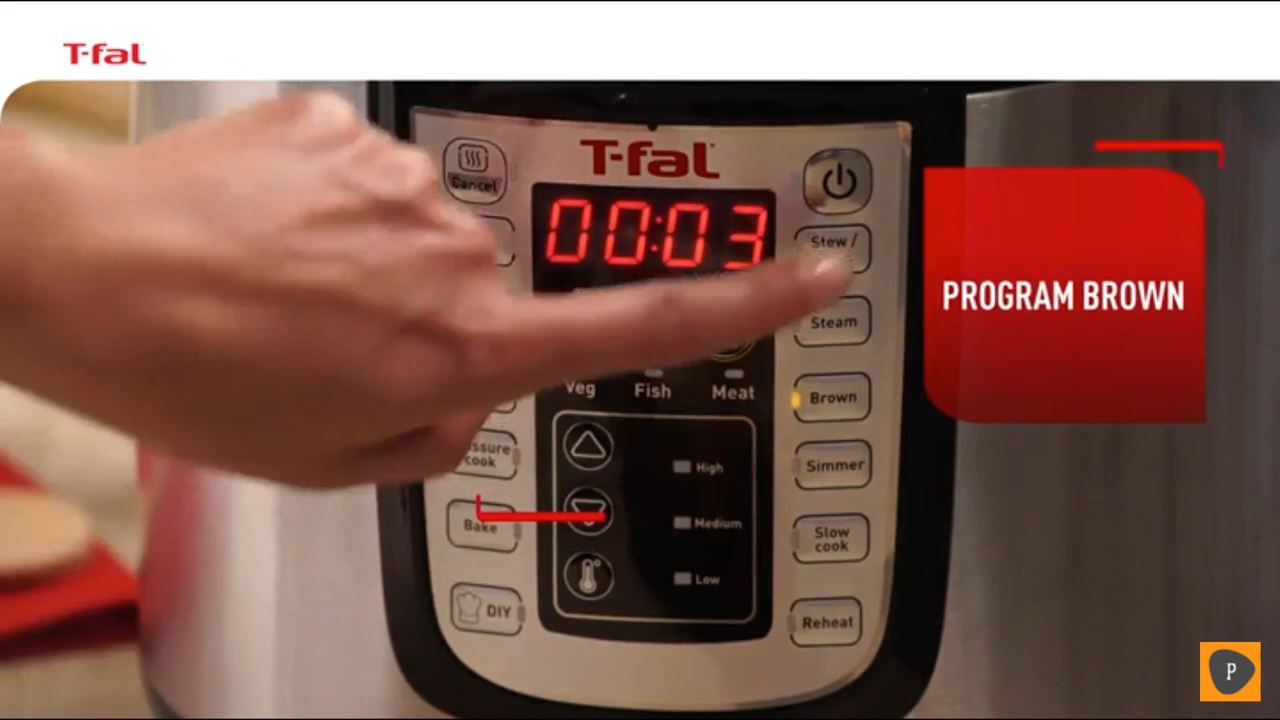 T-fal
T-fal
Cancel
00:03
Stew /
Steam
PROGRAM BROWN
Veg Fish Meat
Brown
High
cook
Simmer
Medium
Bake
Slow
cook
Low
DIY
Reheat
P